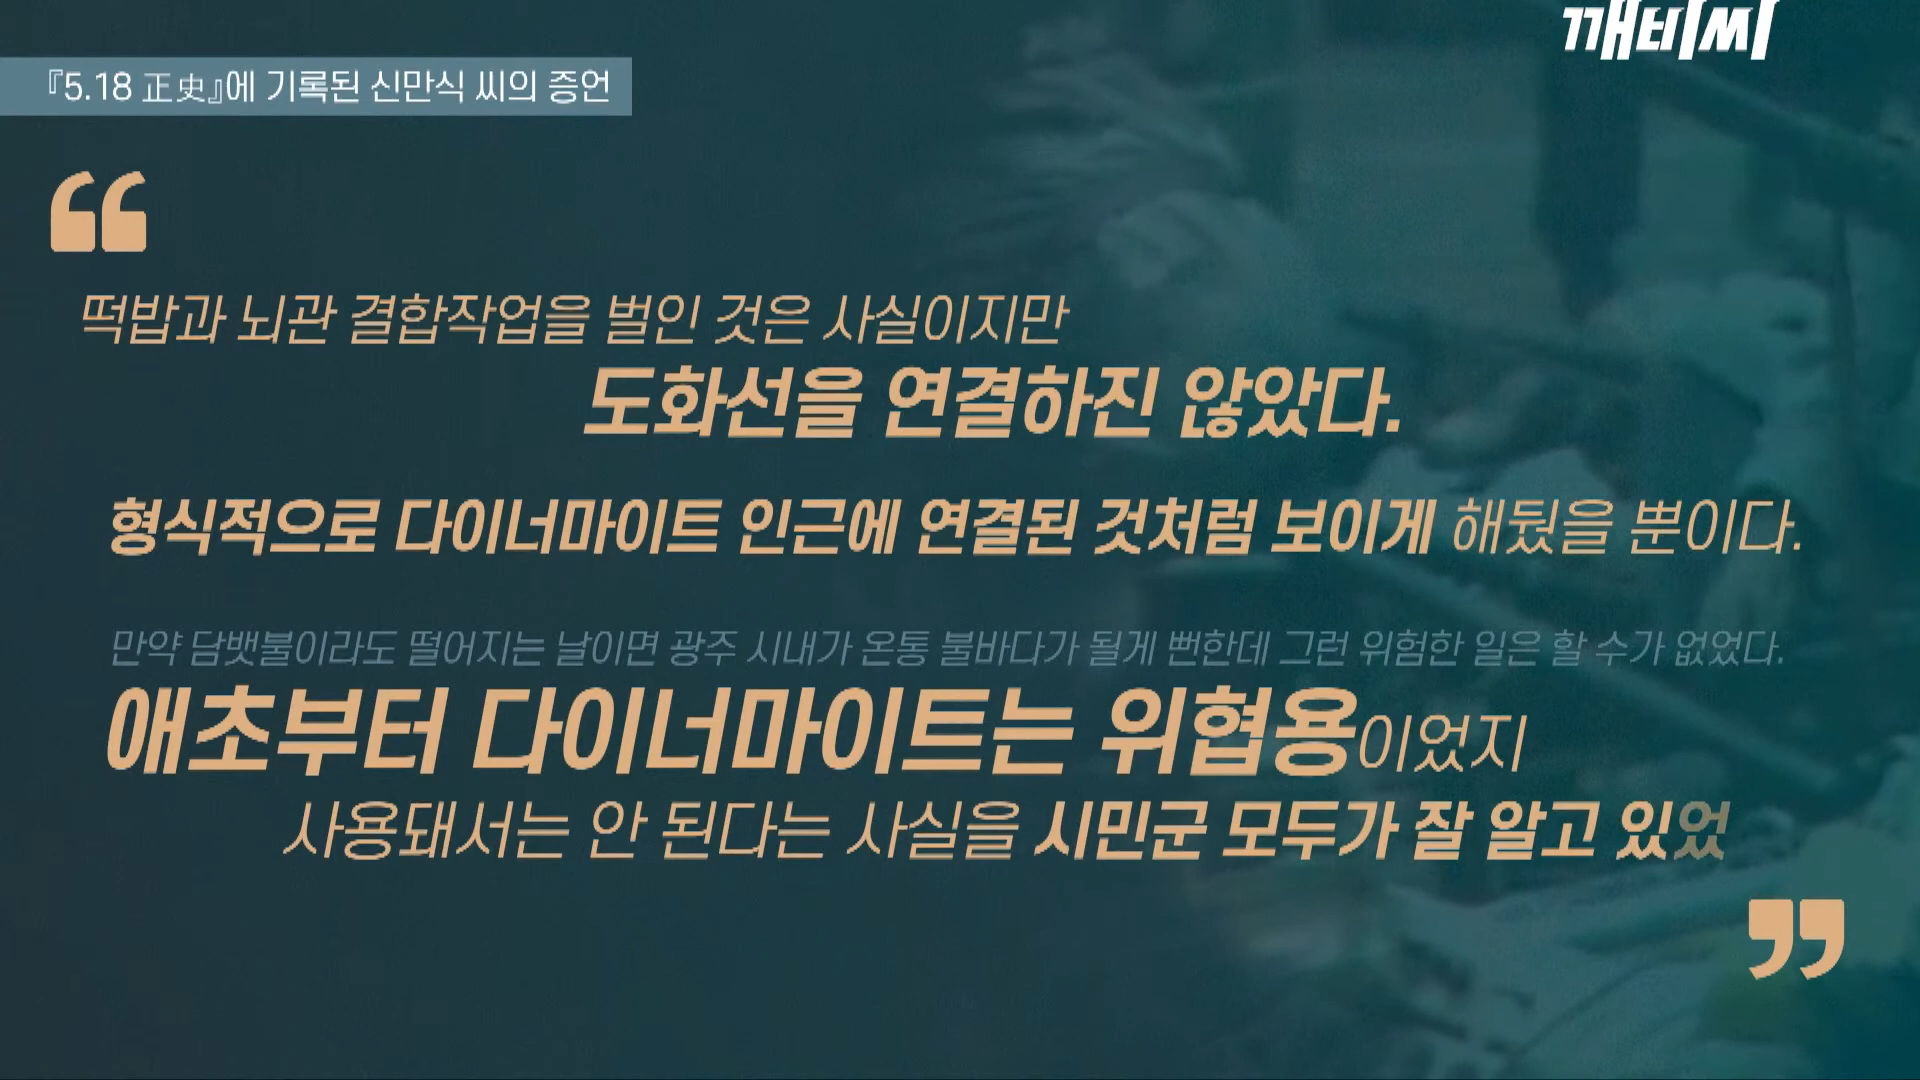 깨티씨
『5.18 正史』에 기록된 신만식 씨의 증언
“
떡밥과 뇌관 결합작업을 벌인 것은 사실이지만
도화선을 연결하진 않았다.
형식적으로 다이너마이트 인근에 연결된 것처럼 보이게 해뒀을 뿐이다.
만약 담뱃불이라도 떨어지는 날이면 광주 시내가 온통 불바다가 될게 뻔한데 그런 위험한 일은 할 수가 없었다.
애초부터 다이너마이트는 위협용이었지
사용돼서는 안 된다는 사실을 시민군 모두가 잘 알고 있었
”